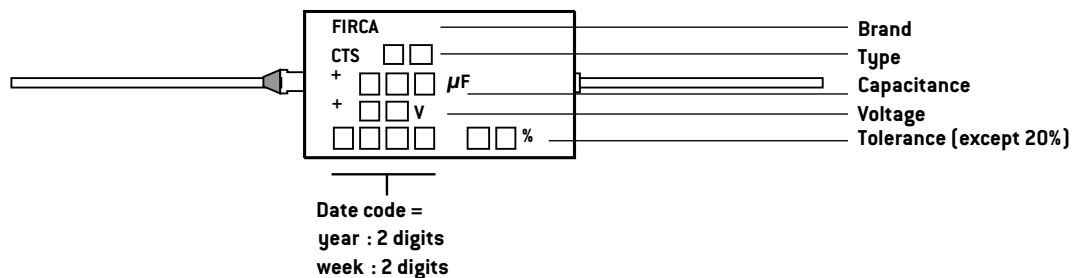 FIRCA
Brand
CTS
Type
+ µF
Capacitance
+ V
Voltage
%
Tolerance (except 20%)
Date code =
year : 2 digits
week : 2 digits